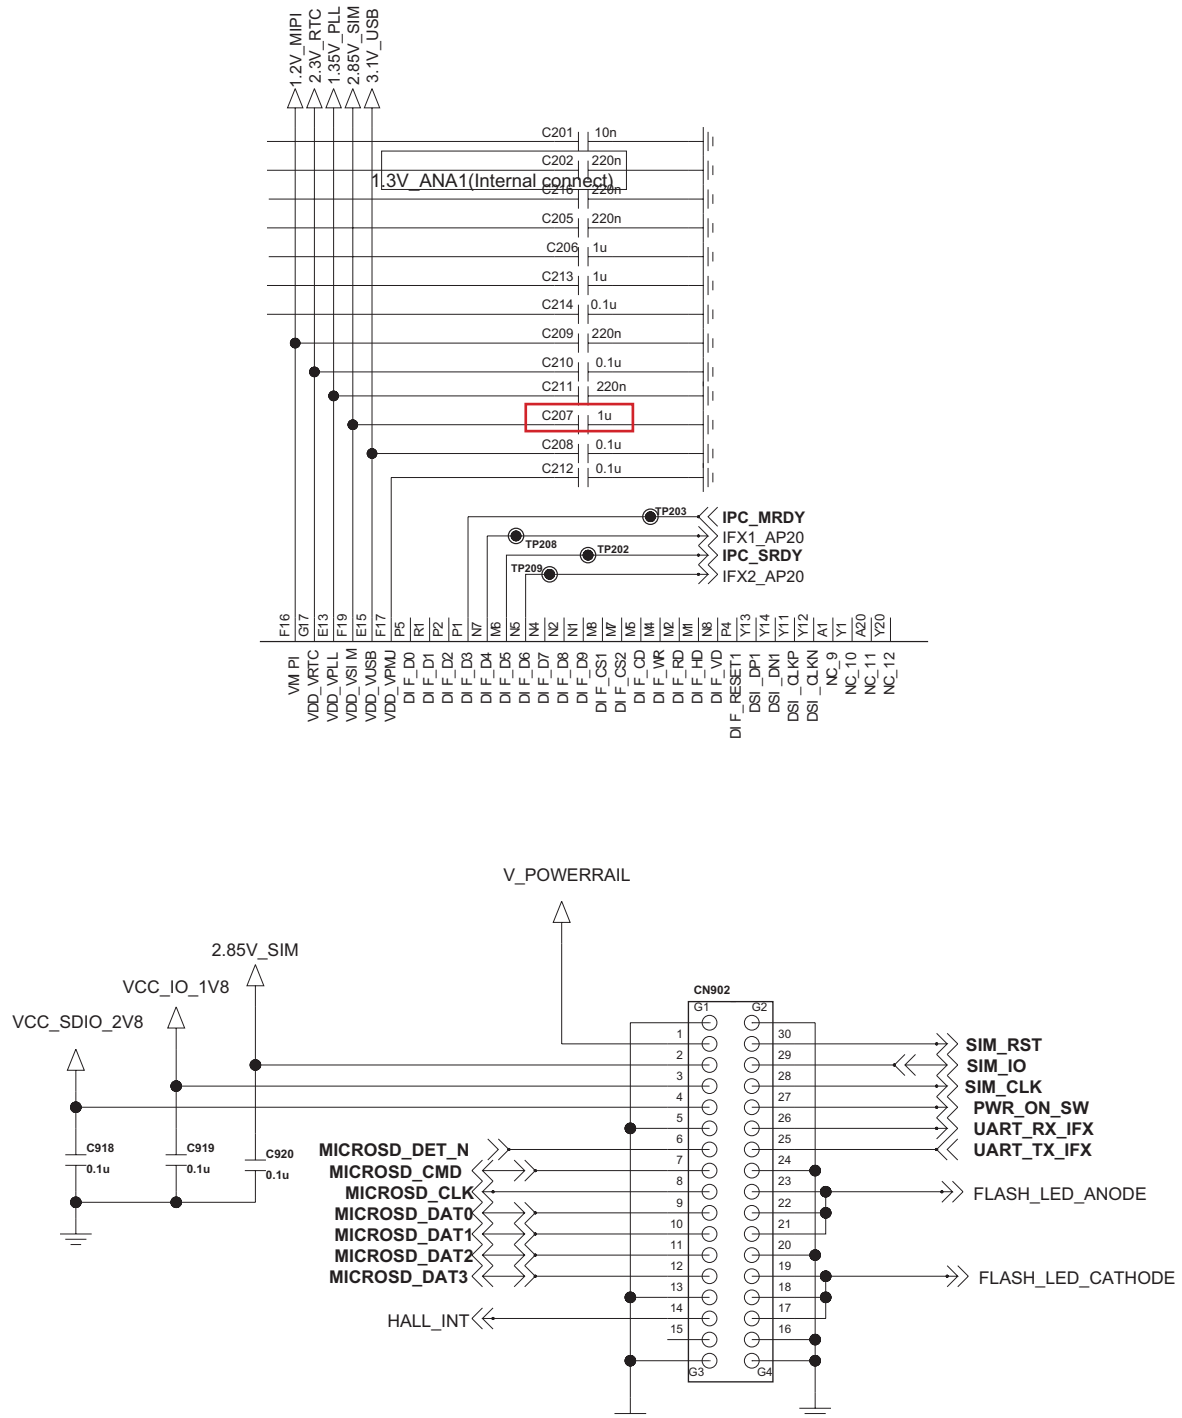 1.2V_MIPI
2.3V_RTC
1.35V_PLL
2.85V_SIM
3.1V_USB
C201 10n
C202 220n
1.3V_ANA1(Internal connect)
C216 220n
C205 220n
C206 1u
C213 1u
C214 0.1u
C209 220n
C210 0.1u
C211 220n
C207 1u
C208 0.1u
C212 0.1u
TP203 IPC_MRDY
TP208 IFX1_AP20
TP202 IPC_SRDY
TP209 IFX2_AP20
F16
G17
E13
F19
E15
F17
P5
R1
P2
P1
N7
M6
N5
N4
N2
N1
M8
M7
M5
M4
M2
M1
N8
P4
Y13
Y14
Y11
Y12
A1
Y1
A20
Y20
VMIPI
VDD_VRTC
VDD_VPLL
VDD_VSIM
VDD_VUSB
VDD_VPMU
DIF_D0
DIF_D1
DIF_D2
DIF_D3
DIF_D4
DIF_D5
DIF_D6
DIF_D7
DIF_D8
DIF_D9
DIF_CS1
DIF_CS2
DIF_CD
DIF_WR
DIF_RD
DIF_HD
DIF_VD
DIF_RESET1
DSI_DP1
DSI_DN1
DSI_CLKP
DSI_CLKN
NC_9
NC_10
NC_11
NC_12
V_POWERRAIL
2.85V_SIM
VCC_IO_1V8
VCC_SDIO_2V8
CN902
G1 G2
1 30 SIM_RST
2 29 SIM_IO
3 28 SIM_CLK
4 27 PWR_ON_SW
5 26 UART_RX_IFX
MICROSD_DET_N 6 25 UART_TX_IFX
MICROSD_CMD 7 24
MICROSD_CLK 8 23 FLASH_LED_ANODE
MICROSD_DAT0 9 22
MICROSD_DAT1 10 21
MICROSD_DAT2 11 20
MICROSD_DAT3 12 19 FLASH_LED_CATHODE
13 18
HALL_INT 14 17
15 16
G3 G4
C918 0.1u
C919 0.1u
C920 0.1u